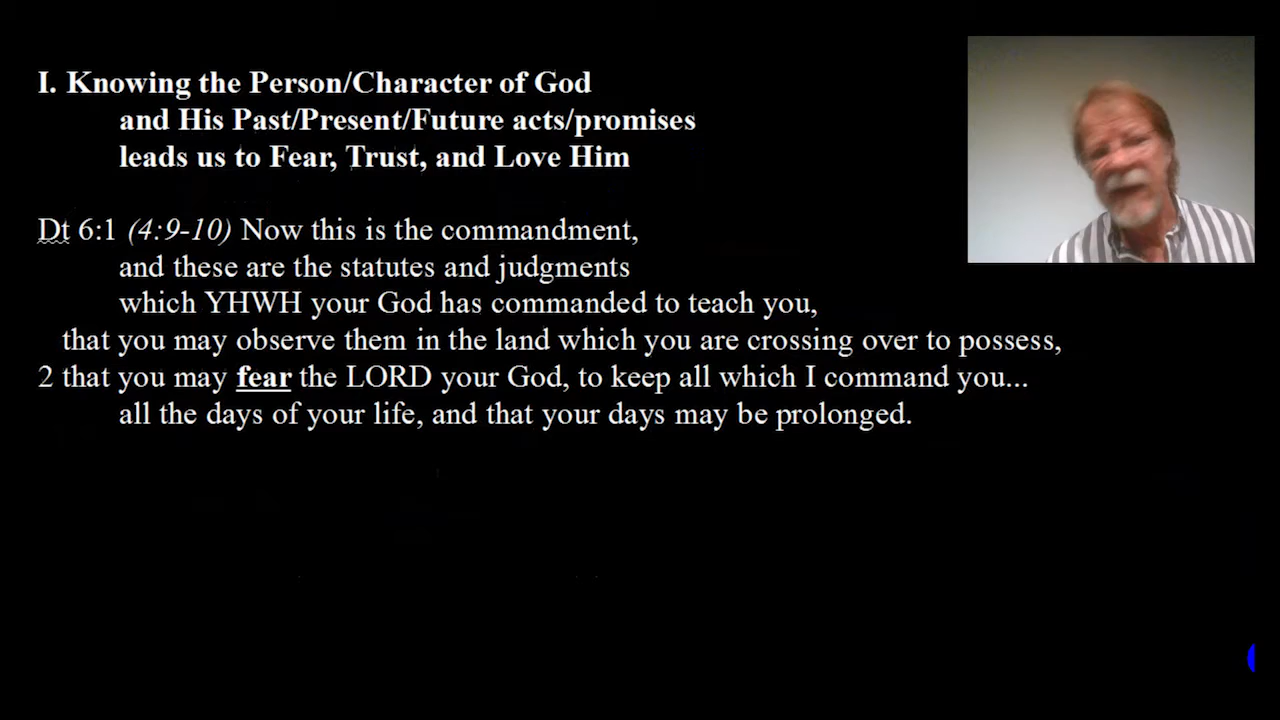 I. Knowing the Person/Character of God
and His Past/Present/Future acts/promises
leads us to Fear, Trust, and Love Him
Dt 6:1 (4:9-10) Now this is the commandment,
and these are the statutes and judgments
which YHWH your God has commanded to teach you,
that you may observe them in the land which you are crossing over to possess,
2 that you may fear the LORD your God, to keep all which I command you...
all the days of your life, and that your days may be prolonged.